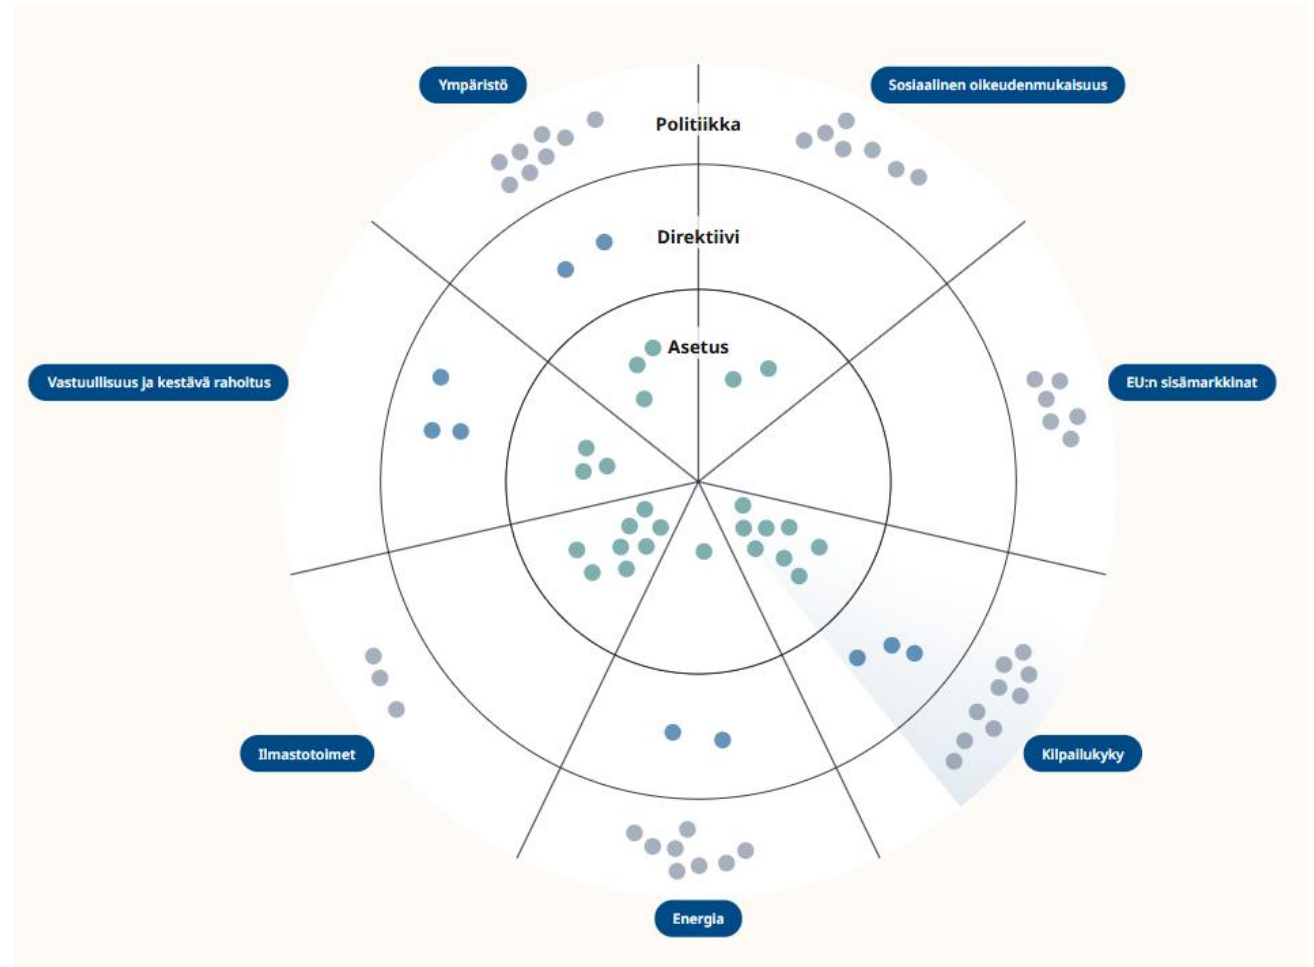 Ympäristö
Sosiaalinen oikeudenmukaisuus
Politiikka
Direktiivi
Asetus
Vastuullisuus ja kestävä rahoitus
EU:n sisämarkkinat
Ilmastotoimet
Kilpailukyky
Energia